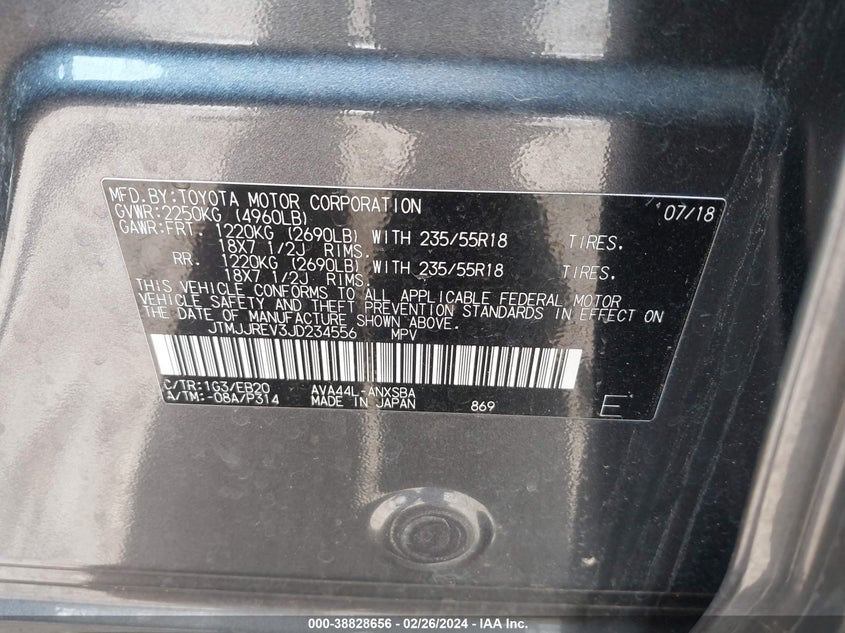 MFD.BY:TOYOTA MOTOR CORPORATION 07/18
GVWR:2250KG (4960LB)
GAWR:FRT. 1220KG (2690LB) WITH 235/55R18 TIRES.
18X7 1/2J RIMS.
RR. 1220KG (2690LB) WITH 235/55R18 TIRES.
18X7 1/2J RIMS.
THIS VEHICLE CONFORMS TO ALL APPLICABLE FEDERAL MOTOR
VEHICLE SAFETY AND THEFT PREVENTION STANDARDS IN EFFECT ON
THE DATE OF MANUFACTURE SHOWN ABOVE.
JTMJJREV3JD234556 MPV
C/TR:1G3/EB20 AVA44L-ANXSBA
A/TM:-08A/P314 MADE IN JAPAN 869 E
000-38828656 - 02/26/2024 - IAA Inc.